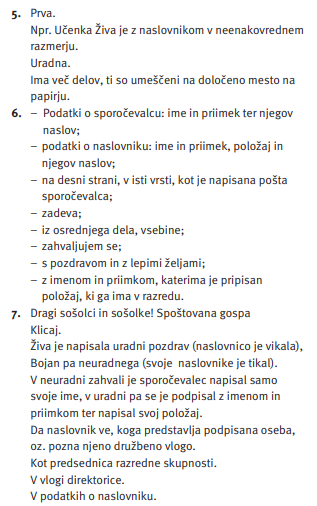 5. Prva.
Npr. Učenka Živa je z naslovnikom v neenakovrednem
razmerju.
Uradna.
Ima več delov, ti so umeščeni na določeno mesto na
papirju.
6. – Podatki o sporočevalcu: ime in priimek ter njegov
naslov;
– podatki o naslovniku: ime in priimek, položaj in
njegov naslov;
– na desni strani, v isti vrsti, kot je napisana pošta
sporočevalca;
– zadeva;
– iz osrednjega dela, vsebine;
– zahvaljujem se;
– s pozdravom in z lepimi željami;
– z imenom in priimkom, katerima je pripisan
položaj, ki ga ima v razredu.
7. Dragi sošolci in sošolke! Spoštovana gospa
Klicaj.
Živa je napisala uradni pozdrav (naslovnico je vikala),
Bojan pa neuradnega (svoje naslovnike je tikal).
V neuradni zahvali je sporočevalec napisal samo
svoje ime, v uradni pa se je podpisal z imenom in
priimkom ter napisal svoj položaj.
Da naslovnik ve, koga predstavlja podpisana oseba,
oz. pozna njeno družbeno vlogo.
Kot predsednica razredne skupnosti.
V vlogi direktorice.
V podatkih o naslovniku.